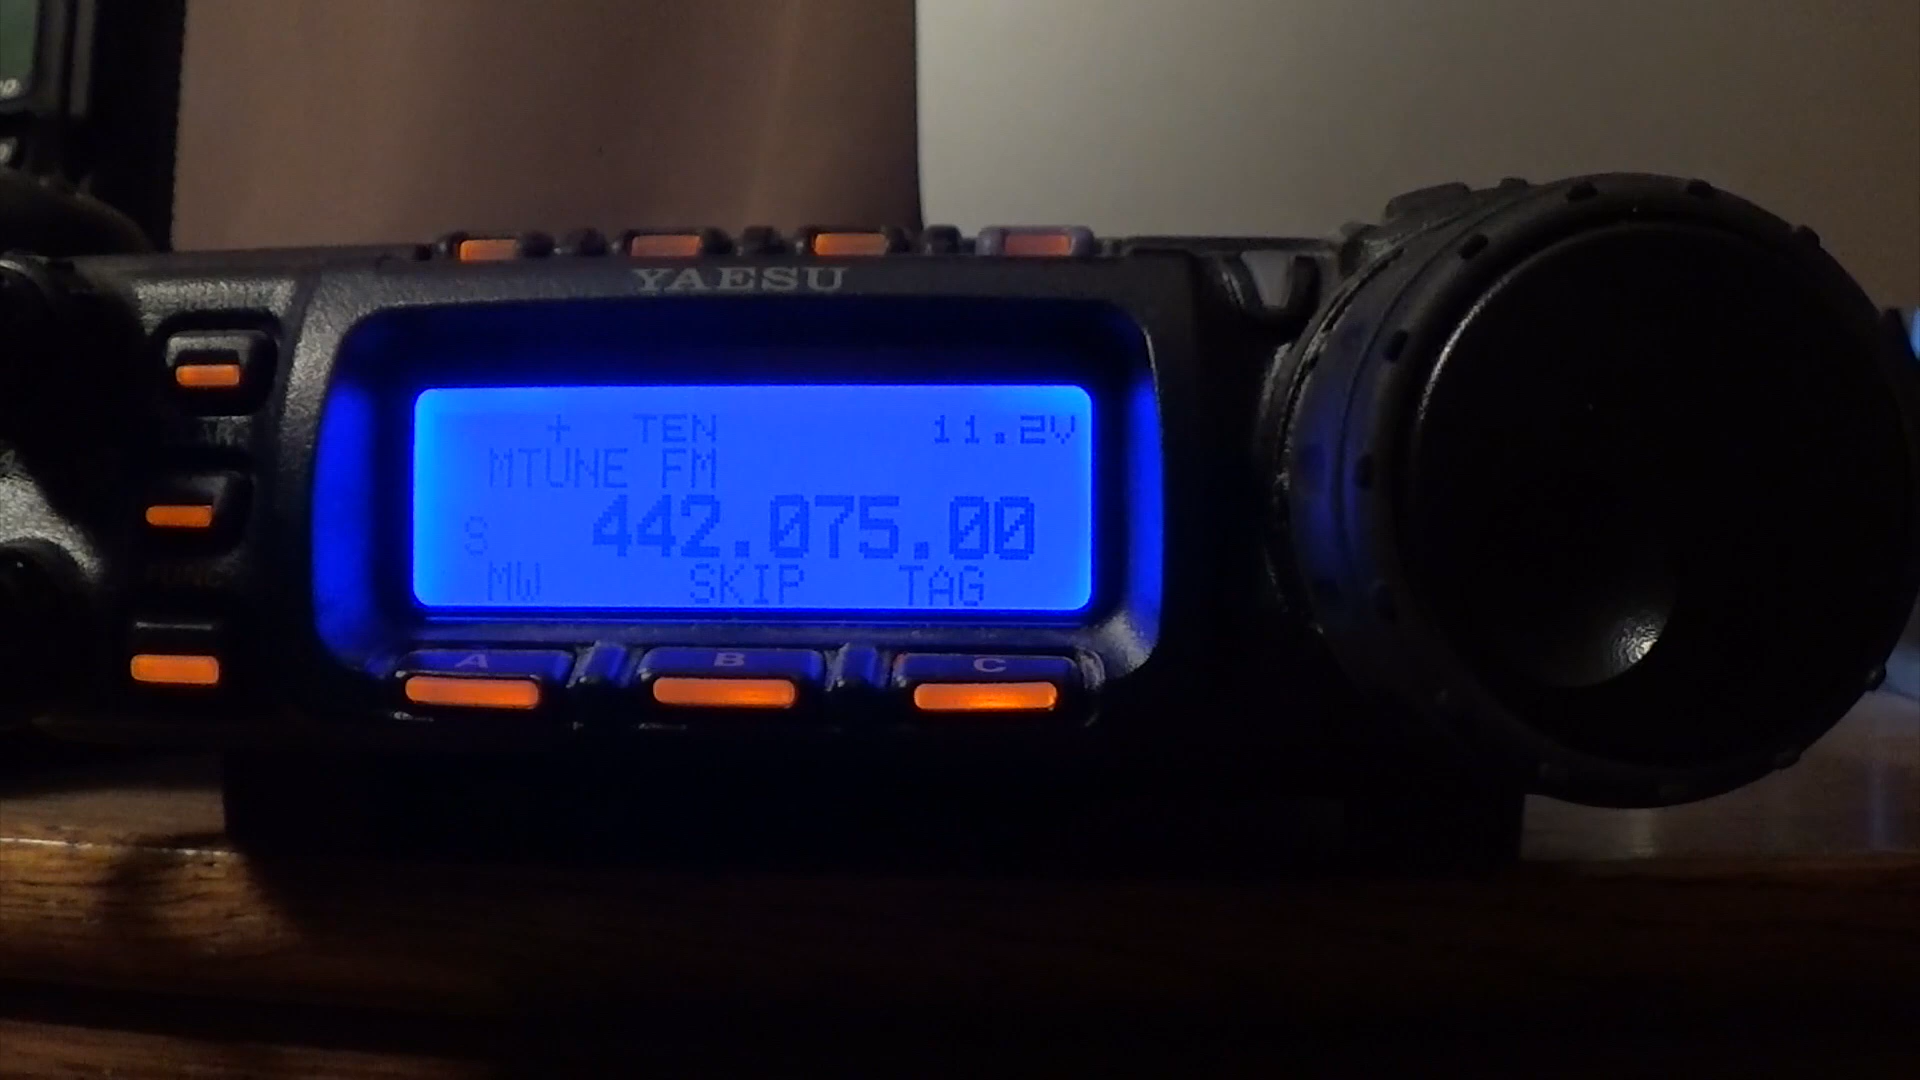 YAESU
+ TEN 11.2V
MTUNE FM
442.075.00
S
MW SKIP TAG
A B C